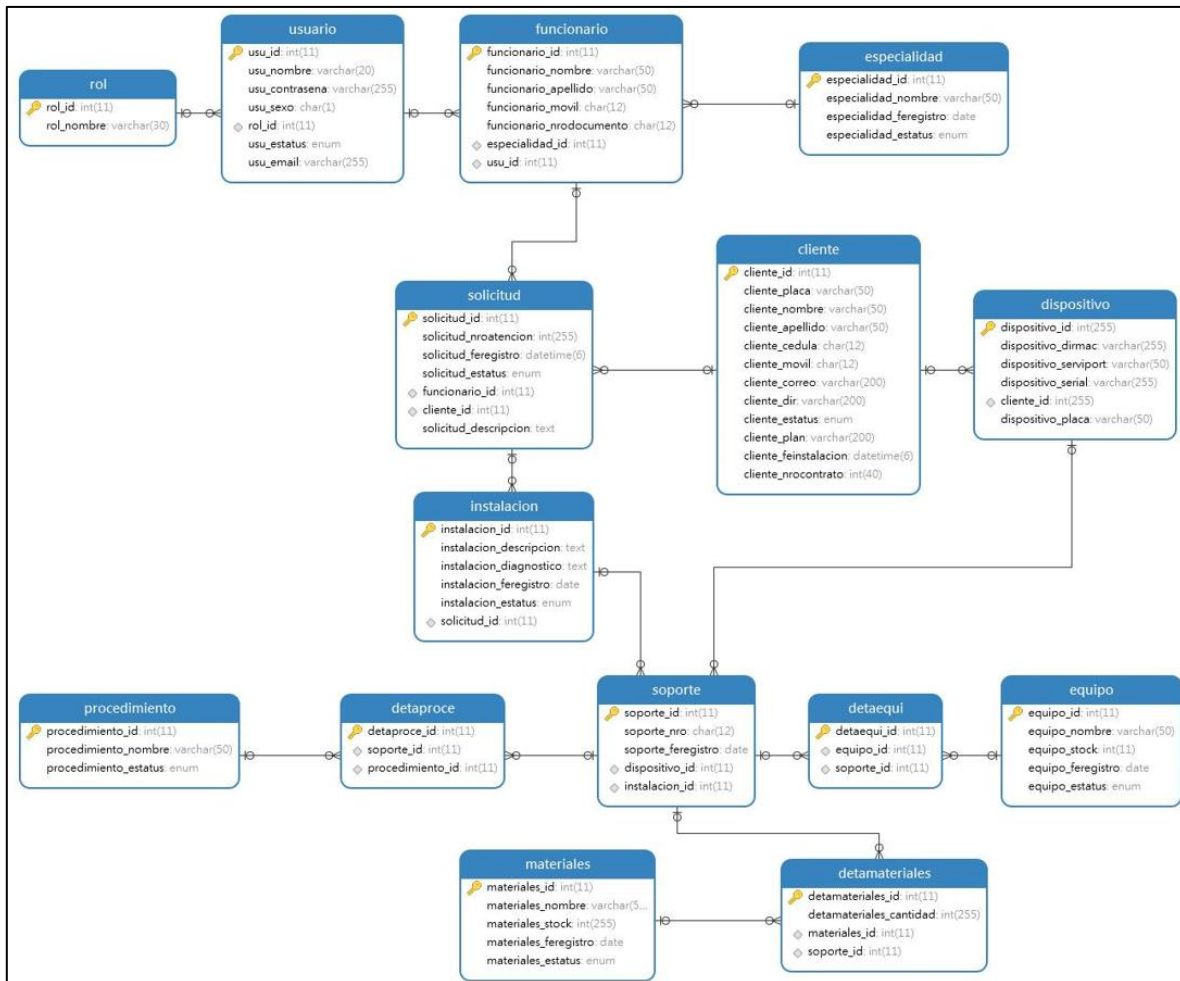 rol
rol_id: int(11)
rol_nombre: varchar(30)
usuario
usu_id: int(11)
usu_nombre: varchar(20)
usu_contrasena: varchar(255)
usu_sexo: char(1)
rol_id: int(11)
usu_estatus: enum
usu_email: varchar(255)
funcionario
funcionario_id: int(11)
funcionario_nombre: varchar(50)
funcionario_apellido: varchar(50)
funcionario_movil: char(12)
funcionario_nrodocumento: char(12)
especialidad_id: int(11)
usu_id: int(11)
especialidad
especialidad_id: int(11)
especialidad_nombre: varchar(50)
especialidad_feregistro: date
especialidad_estatus: enum
solicitud
solicitud_id: int(11)
solicitud_nroatencion: int(255)
solicitud_feregistro: datetime(6)
solicitud_estatus: enum
funcionario_id: int(11)
cliente_id: int(11)
solicitud_descripcion: text
cliente
cliente_id: int(11)
cliente_placa: varchar(50)
cliente_nombre: varchar(50)
cliente_apellido: varchar(50)
cliente_cedula: char(12)
cliente_movil: char(12)
cliente_correo: varchar(200)
cliente_dir: varchar(200)
cliente_estatus: enum
cliente_plan: varchar(200)
cliente_feinstalacion: datetime(6)
cliente_nrocontrato: int(40)
dispositivo
dispositivo_id: int(255)
dispositivo_dirmac: varchar(255)
dispositivo_serviport: varchar(50)
dispositivo_serial: varchar(255)
cliente_id: int(255)
dispositivo_placa: varchar(50)
instalacion
instalacion_id: int(11)
instalacion_descripcion: text
instalacion_diagnostico: text
instalacion_feregistro: date
instalacion_estatus: enum
solicitud_id: int(11)
procedimiento
procedimiento_id: int(11)
procedimiento_nombre: varchar(50)
procedimiento_estatus: enum
detaproce
detaproce_id: int(11)
soporte_id: int(11)
procedimiento_id: int(11)
soporte
soporte_id: int(11)
soporte_nro: char(12)
soporte_feregistro: date
dispositivo_id: int(11)
instalacion_id: int(11)
detaequi
detaequi_id: int(11)
equipo_id: int(11)
soporte_id: int(11)
equipo
equipo_id: int(11)
equipo_nombre: varchar(50)
equipo_stock: int(11)
equipo_feregistro: date
equipo_estatus: enum
materiales
materiales_id: int(11)
materiales_nombre: varchar(5...
materiales_stock: int(255)
materiales_feregistro: date
materiales_estatus: enum
detamateriales
detamateriales_id: int(11)
detamateriales_cantidad: int(255)
materiales_id: int(11)
soporte_id: int(11)